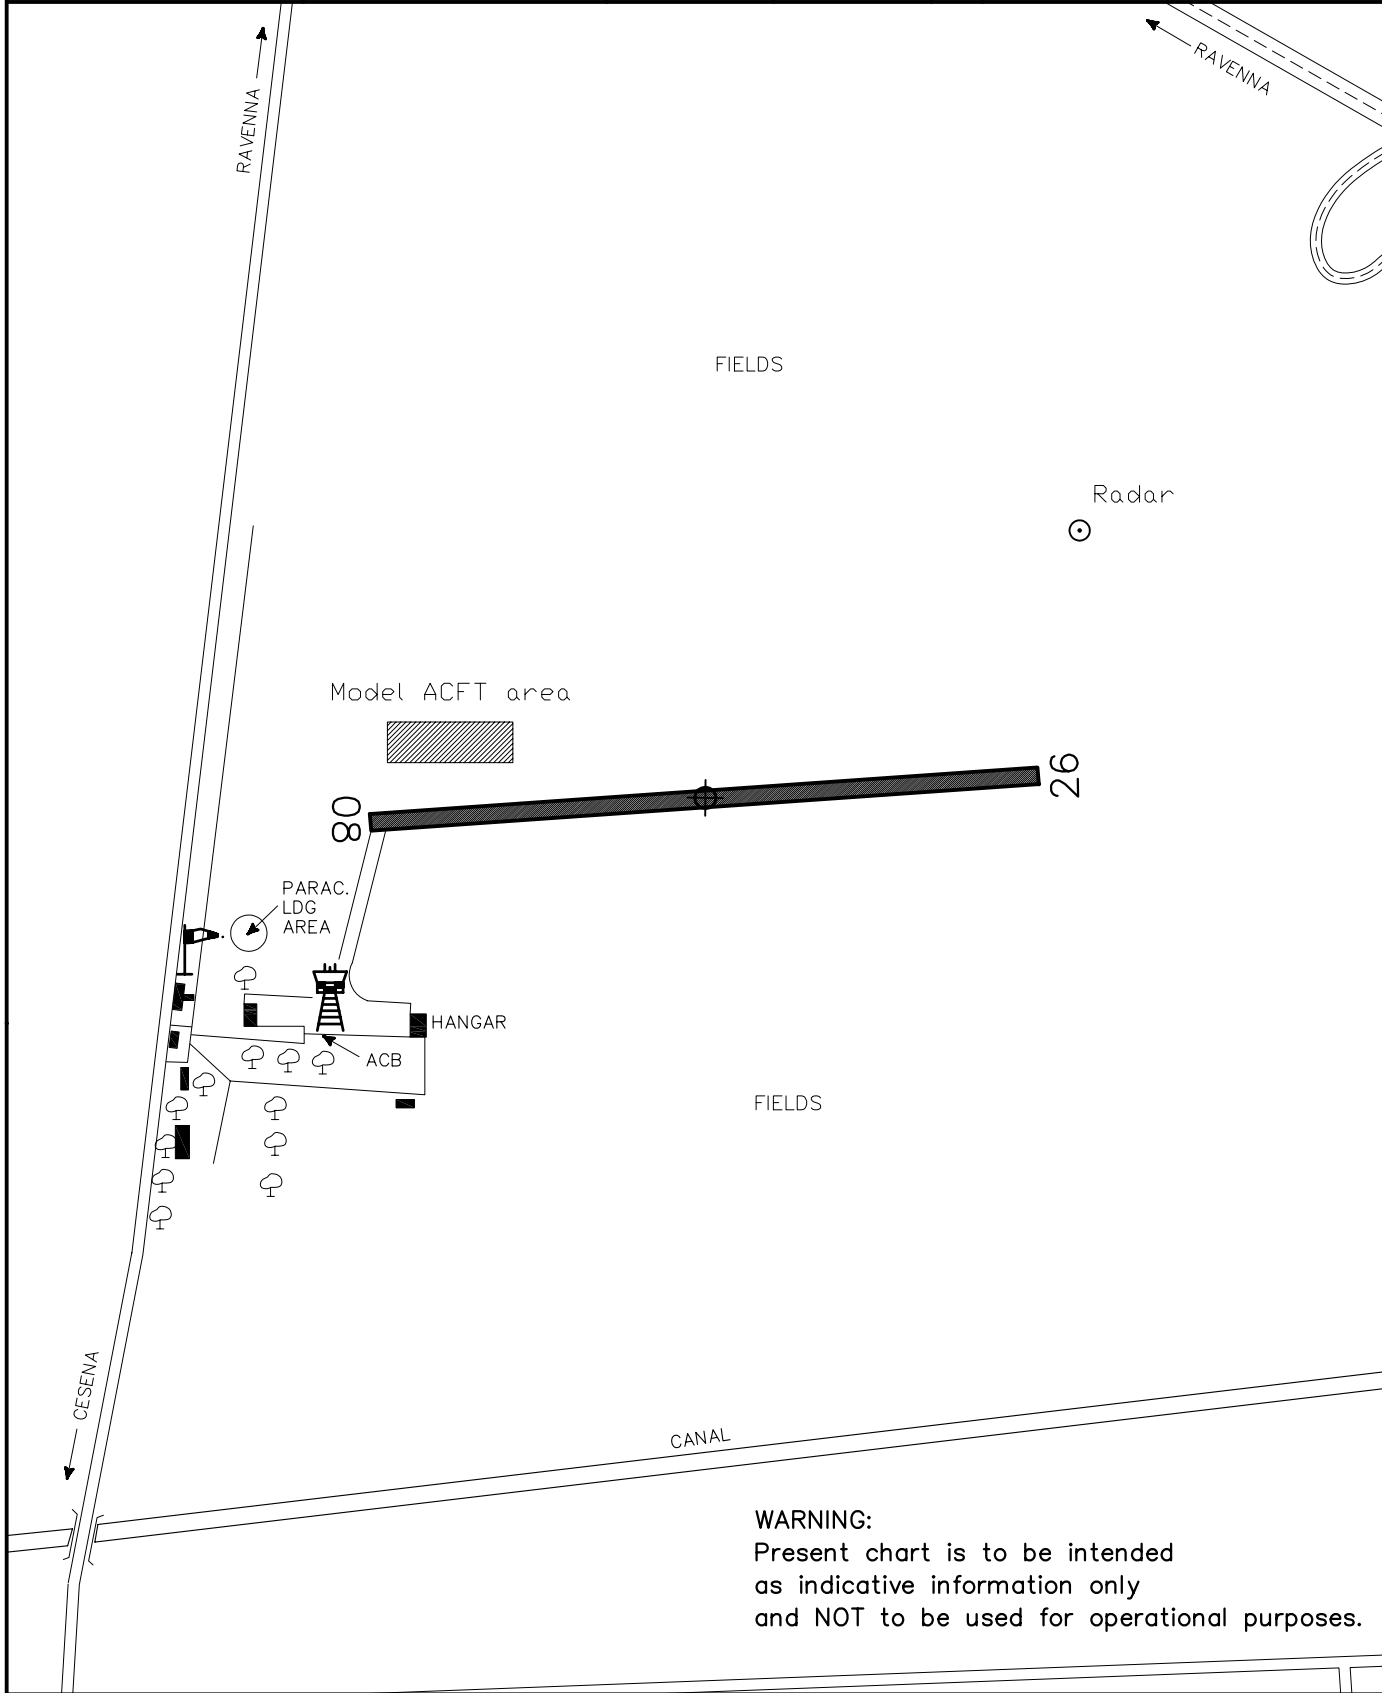 RAVENNA
RAVENNA
FIELDS
Radar
Model ACFT area
26
08
PARAC.
LDG
AREA
HANGAR
ACB
FIELDS
CESENA
CANAL
WARNING:
Present chart is to be intended
as indicative information only
and NOT to be used for operational purposes.